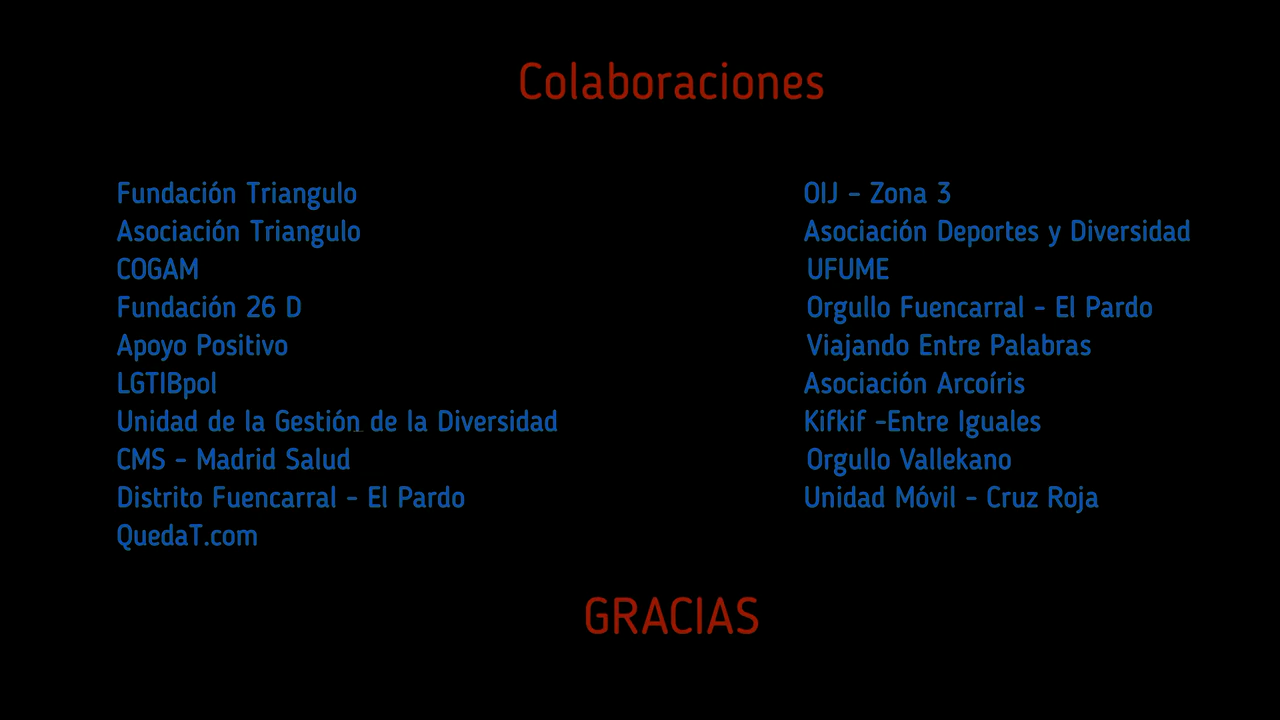 Colaboraciones
Fundación Triangulo
Asociación Triangulo
COGAM
Fundación 26 D
Apoyo Positivo
LGTIBpol
Unidad de la Gestión de la Diversidad
CMS - Madrid Salud
Distrito Fuencarral - El Pardo
QuedaT.com
OIJ - Zona 3
Asociación Deportes y Diversidad
UFUME
Orgullo Fuencarral - El Pardo
Viajando Entre Palabras
Asociación Arcoíris
Kifkif -Entre Iguales
Orgullo Vallekano
Unidad Móvil - Cruz Roja
GRACIAS